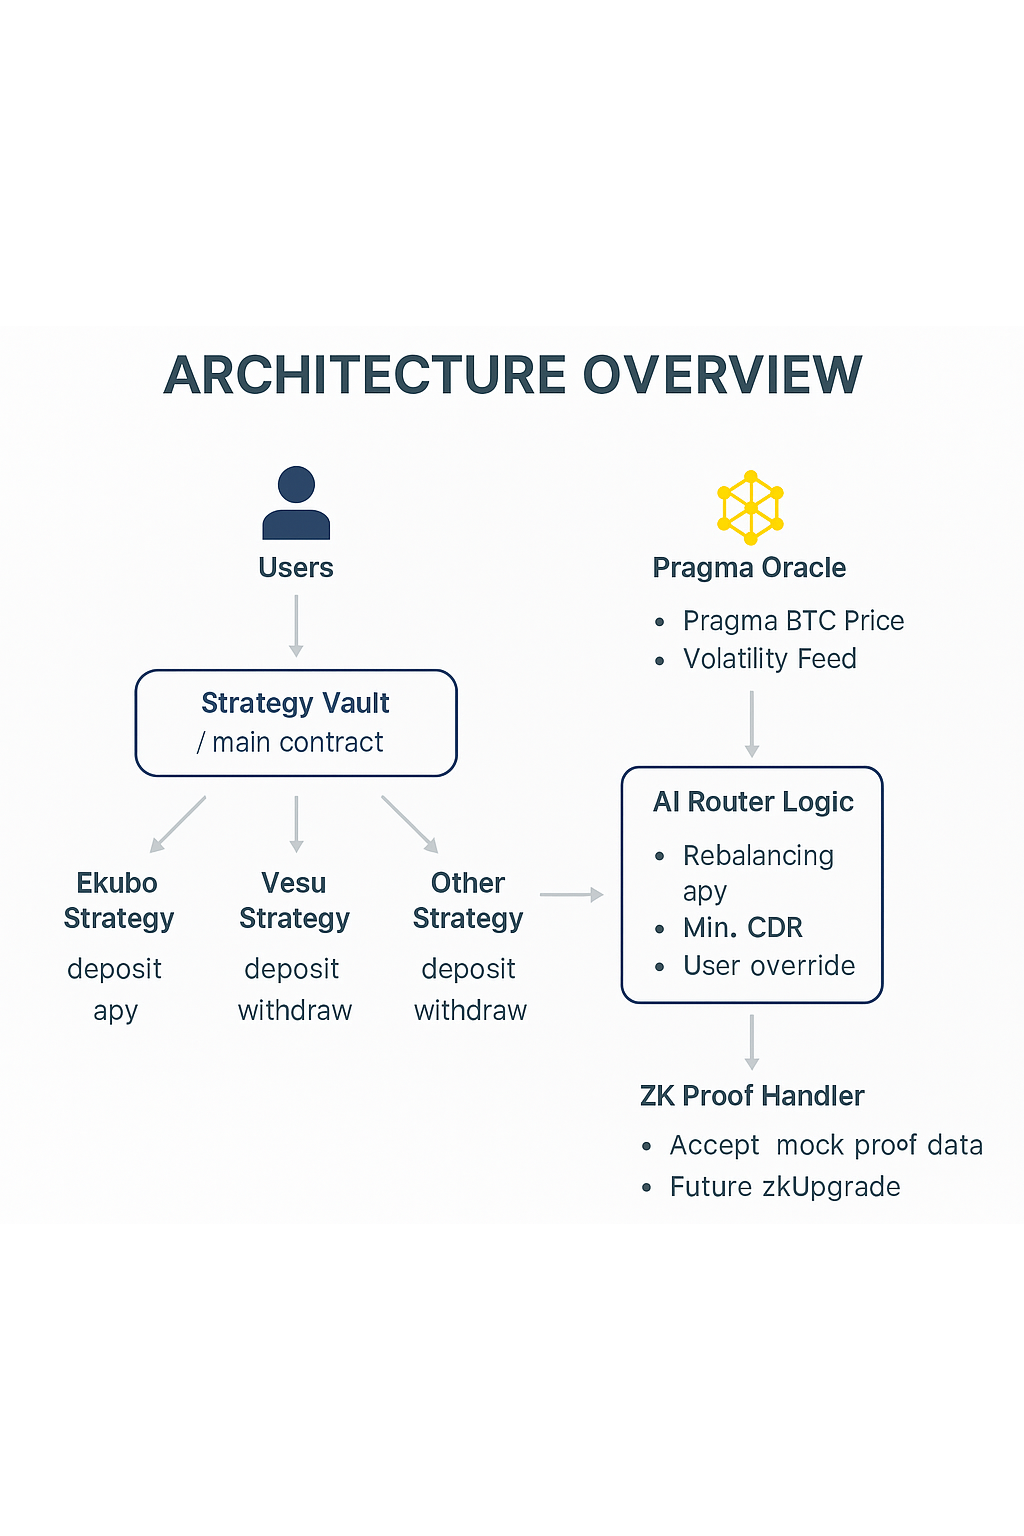 ARCHITECTURE OVERVIEW
Users
Strategy Vault
/ main contract
Ekubo
Strategy
deposit
apy
Vesu
Strategy
deposit
withdraw
Other
Strategy
deposit
withdraw
Pragma Oracle
• Pragma BTC Price
• Volatility Feed
AI Router Logic
• Rebalancing
apy
• Min. CDR
• User override
ZK Proof Handler
• Accept mock proof data
• Future zkUpgrade